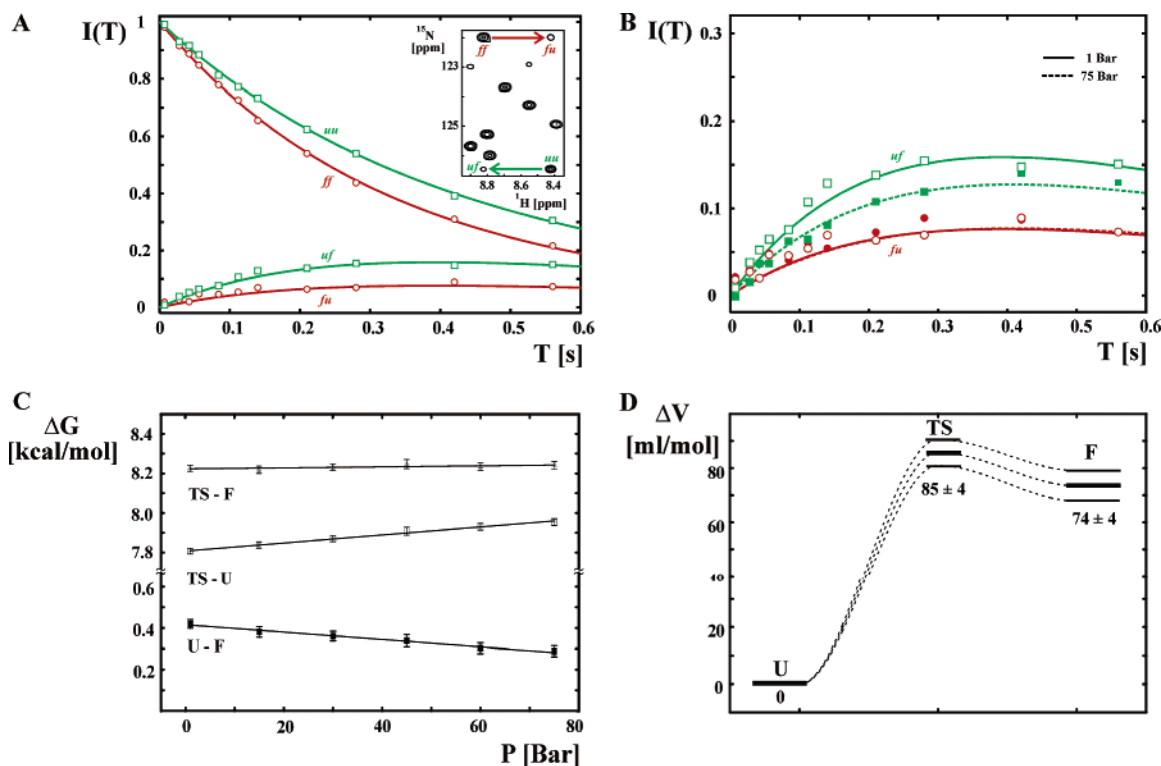 A
I(T)
1
0.8
0.6
0.4
0.2
0
0
0.1
0.2
0.3
0.4
0.5
0.6
T [s]
uu
ff
uf
fu
15N
[ppm]
123
125
ff
fu
uf
uu
8.8
8.6
8.4
1H [ppm]
B
I(T)
0.3
0.2
0.1
0
0
0.1
0.2
0.3
0.4
0.6
T [s]
1 Bar
75 Bar
uf
fu
C
ΔG
[kcal/mol]
8.4
8.2
8.0
7.8
0.6
0.4
0.2
TS - F
TS - U
U - F
0
20
40
60
80
P [Bar]
D
ΔV
[ml/mol]
80
60
40
20
0
U
0
TS
85 ± 4
F
74 ± 4